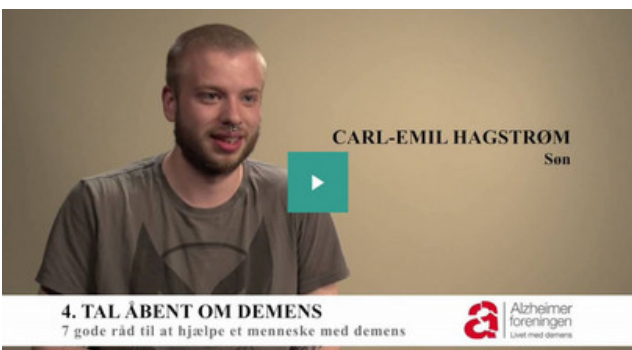 CARL-EMIL HAGSTRØM
Søn
4. TAL ÅBENT OM DEMENS
7 gode råd til at hjælpe et menneske med demens
Alzheimer
foreningen
Livet med demens